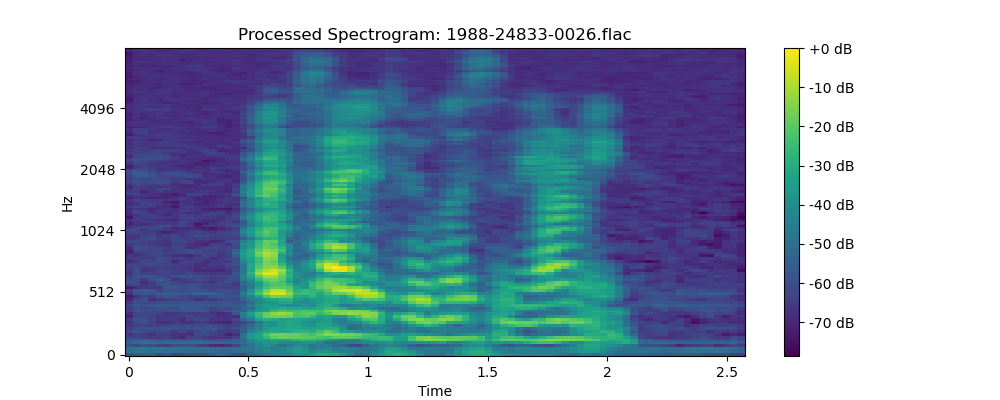 Processed Spectrogram: 1988-24833-0026.flac
+0 dB
-10 dB
-20 dB
-30 dB
-40 dB
-50 dB
-60 dB
-70 dB
4096
2048
1024
512
0
Hz
0 0.5 1 1.5 2 2.5
Time